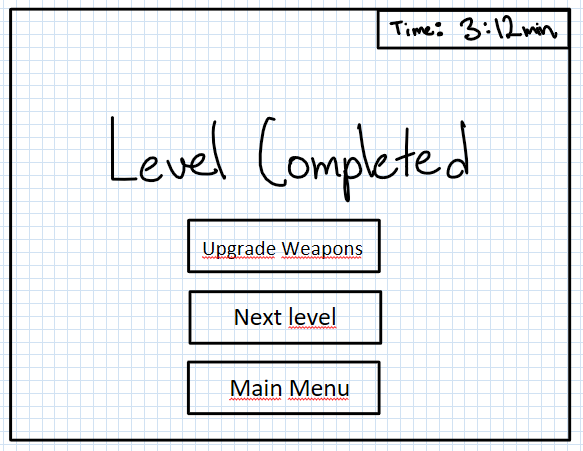 Time: 3:12min
Level Completed
Upgrade Weapons
Next level
Main Menu